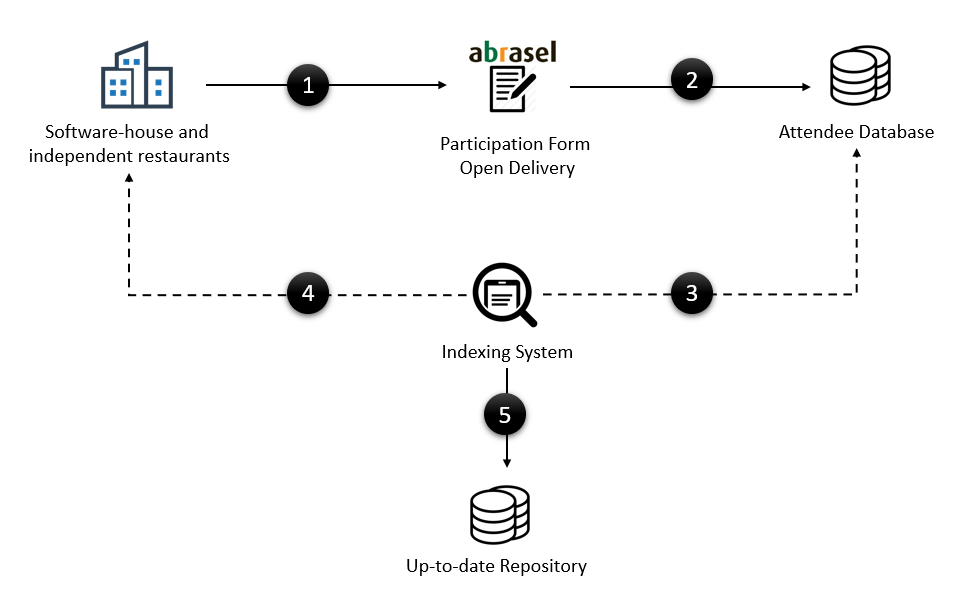 abrasel
1
2
Software-house and
independent restaurants
Participation Form
Open Delivery
Attendee Database
4
3
Indexing System
5
Up-to-date Repository